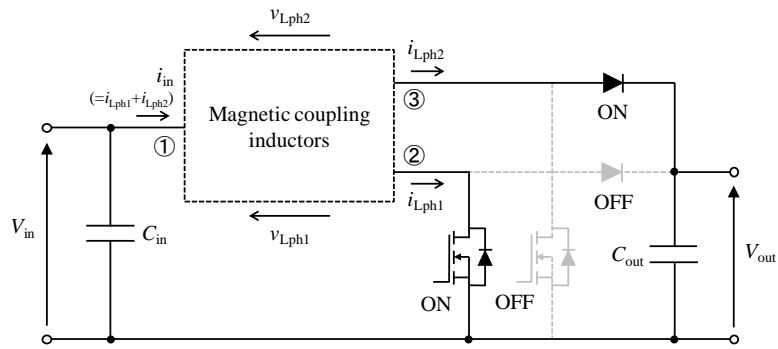 vLph2
iLph2
iin
(=iLph1+iLph2)
Magnetic coupling
inductors
①
③
②
ON
iLph1
OFF
vLph1
Vin
Cin
ON
OFF
Cout
Vout